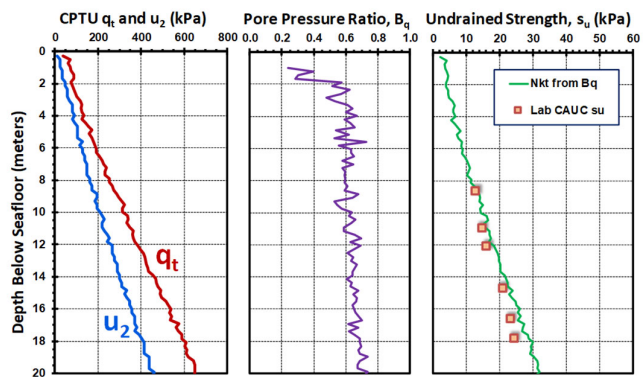 CPTU qt and u2 (kPa)
0 200 400 600 800
Pore Pressure Ratio, Bq
0.0 0.2 0.4 0.6 0.8 1.0
Undrained Strength, su (kPa)
0 10 20 30 40 50 60
Depth Below Seafloor (meters)
0
2
4
6
8
10
12
14
16
18
20
qt
u2
Nkt from Bq
Lab CAUC su